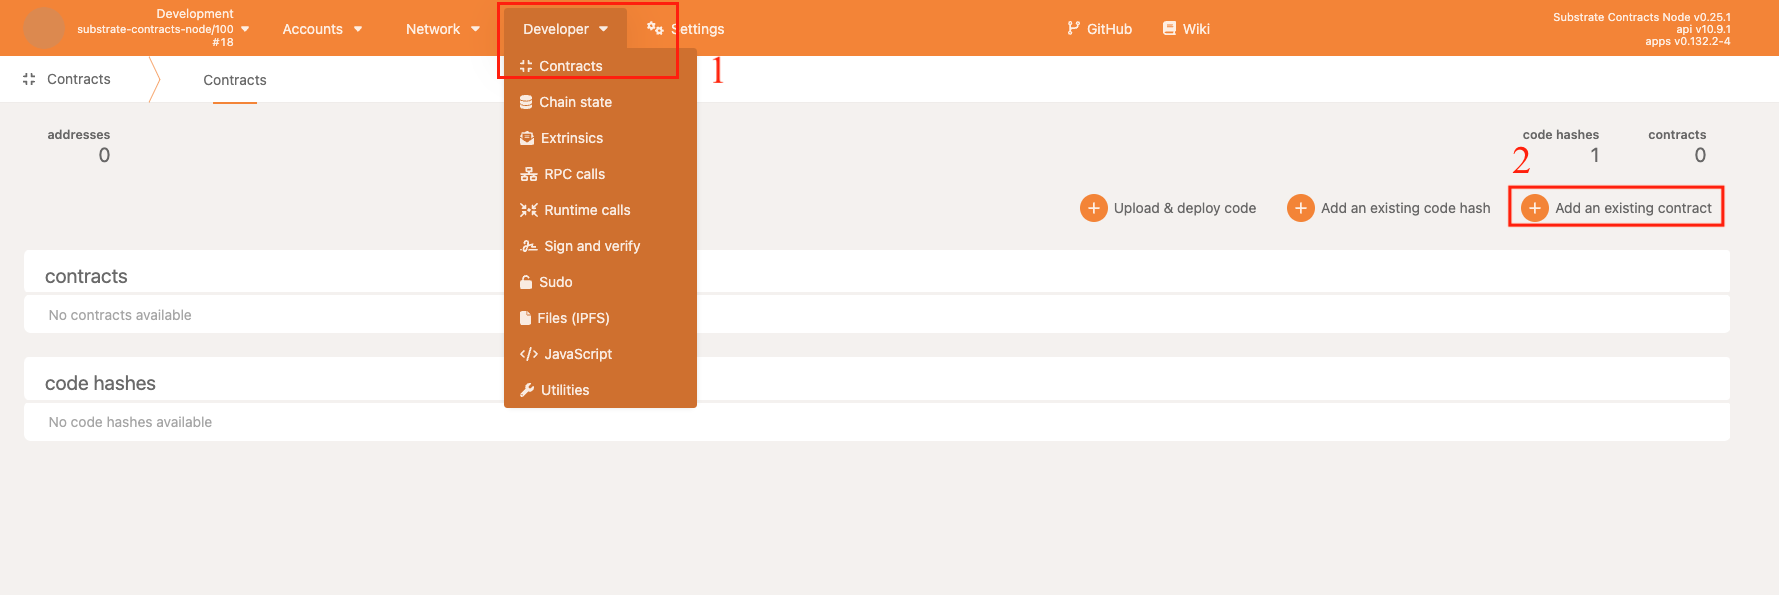 Development
substrate-contracts-node/100
#18
Accounts
Network
Developer
Settings
GitHub
Wiki
Substrate Contracts Node v0.25.1
api v10.9.1
apps v0.132.2-4
Contracts
Contracts
Contracts
1
Chain state
Extrinsics
RPC calls
Runtime calls
Sign and verify
Sudo
Files (IPFS)
JavaScript
Utilities
addresses
0
code hashes
1
contracts
0
2
Upload & deploy code
Add an existing code hash
Add an existing contract
contracts
No contracts available
code hashes
No code hashes available